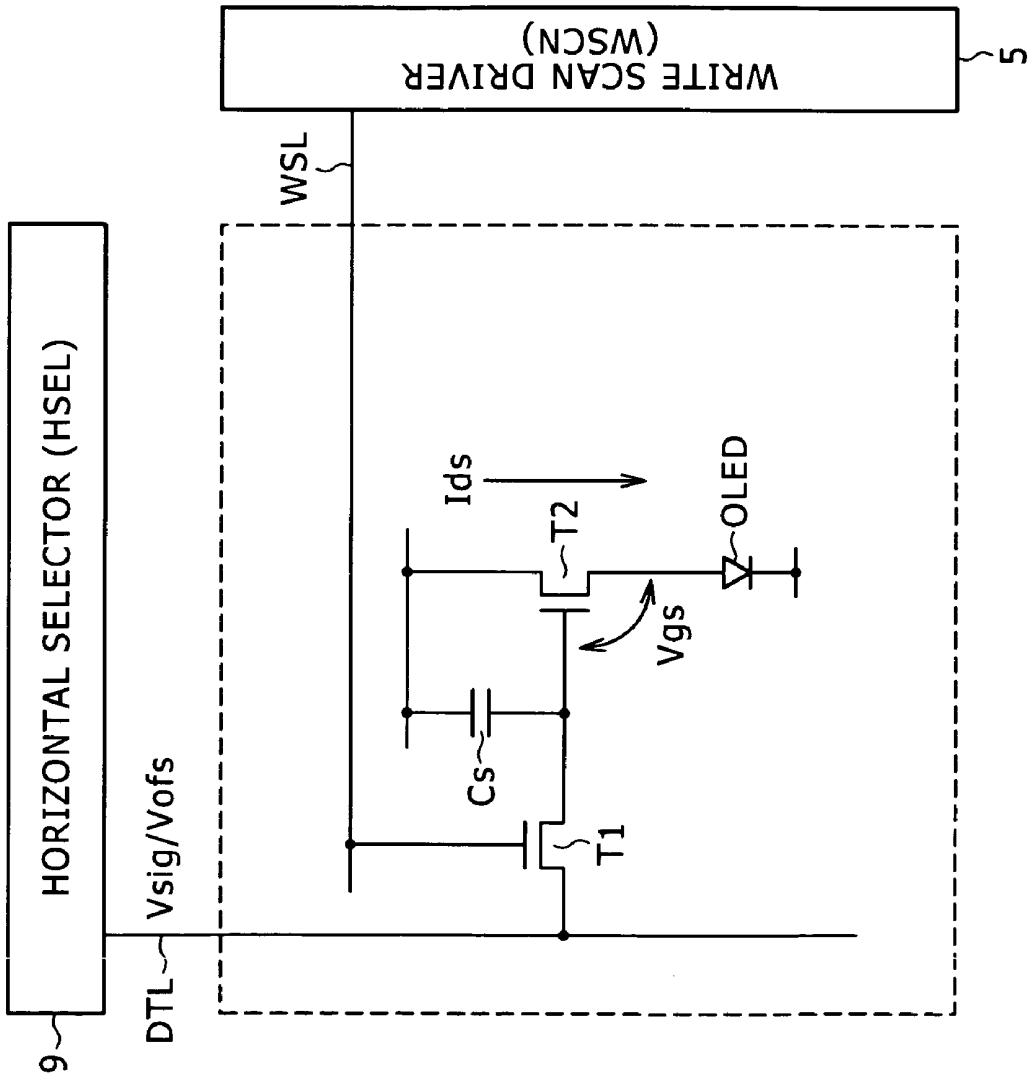 HORIZONTAL SELECTOR (HSEL)
9
DTL
Vsig/Vofs
WSL
WRITE SCAN DRIVER
(WSCN)
5
Ids
Cs
T1
T2
Vgs
OLED